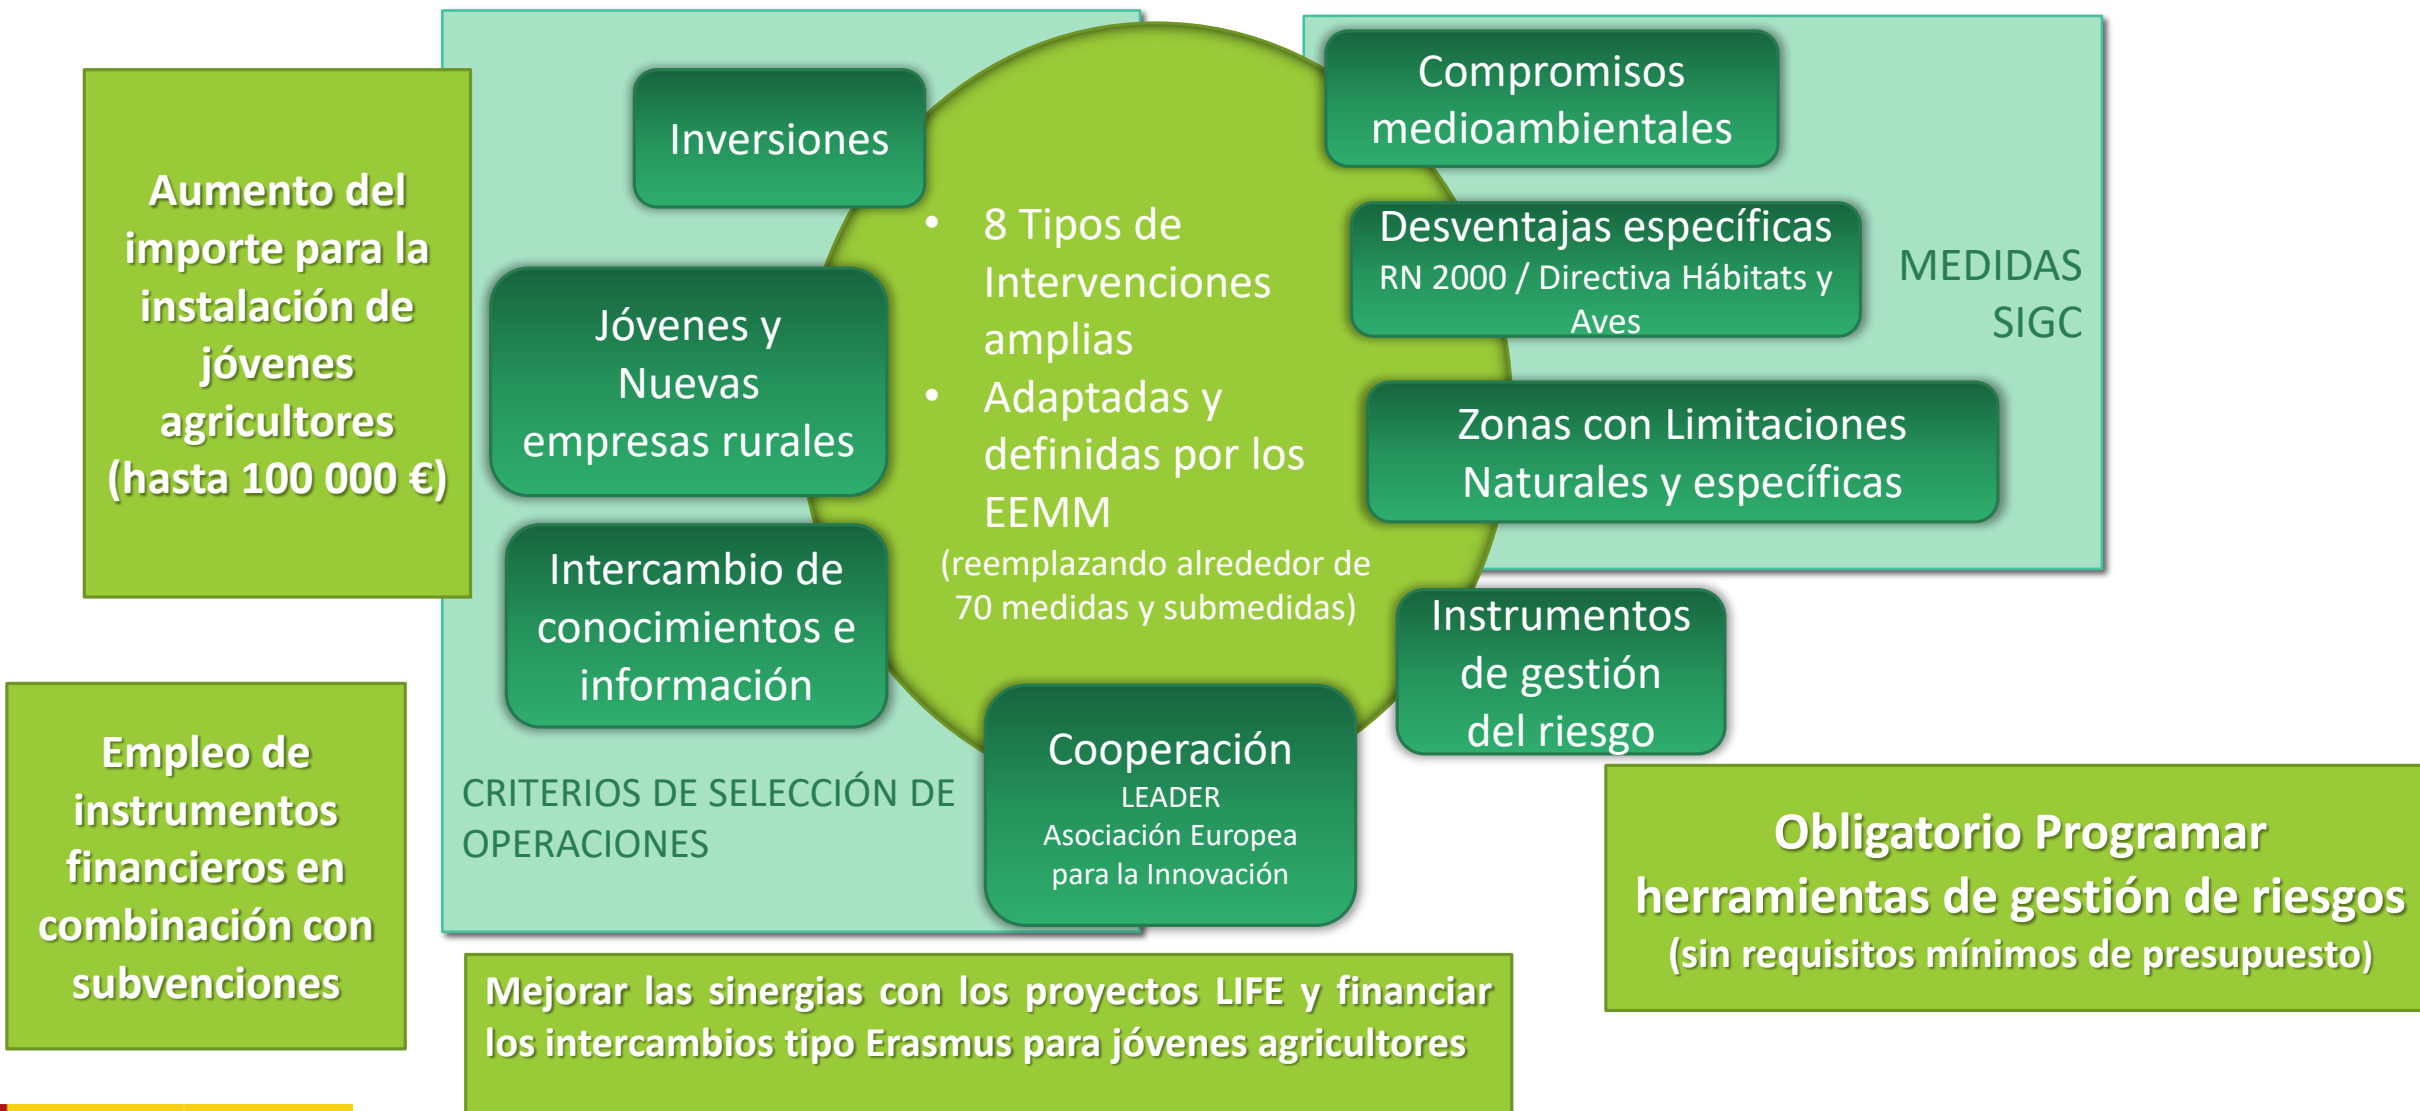 Aumento del
importe para la
instalación de
jóvenes
agricultores
(hasta 100 000 €)
Empleo de
instrumentos
financieros en
combinación con
subvenciones
Inversiones
Jóvenes y
Nuevas
empresas rurales
Intercambio de
conocimientos e
información
CRITERIOS DE SELECCIÓN DE
OPERACIONES
• 8 Tipos de
Intervenciones
amplias
• Adaptadas y
definidas por los
EEMM
(reemplazando alrededor de
70 medidas y submedidas)
Cooperación
LEADER
Asociación Europea
para la Innovación
Compromisos
medioambientales
Desventajas específicas
RN 2000 / Directiva Hábitats y
Aves
Zonas con Limitaciones
Naturales y específicas
MEDIDAS
SIGC
Instrumentos
de gestión
del riesgo
Obligatorio Programar
herramientas de gestión de riesgos
(sin requisitos mínimos de presupuesto)
Mejorar las sinergias con los proyectos LIFE y financiar
los intercambios tipo Erasmus para jóvenes agricultores